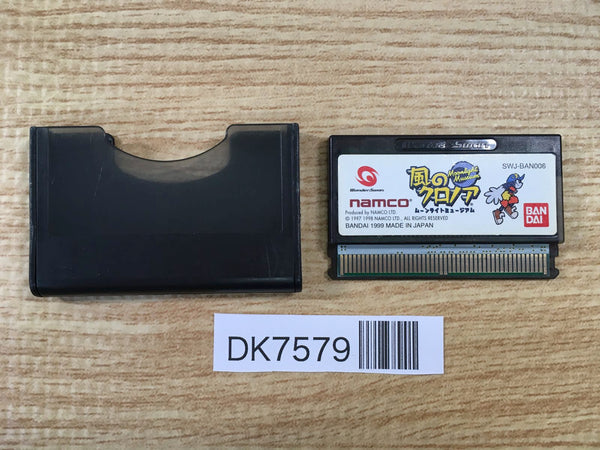 WonderSwan
SWJ-BAN006
WonderSwan
風のクロノア
Moonlight Museum
ムーンライトミュージアム
namco
Produced by NAMCO LTD.
© 1997 1998 NAMCO LTD., ALL RIGHTS RESERVED
BANDAI 1999 MADE IN JAPAN
BAN
DAI
DK7579